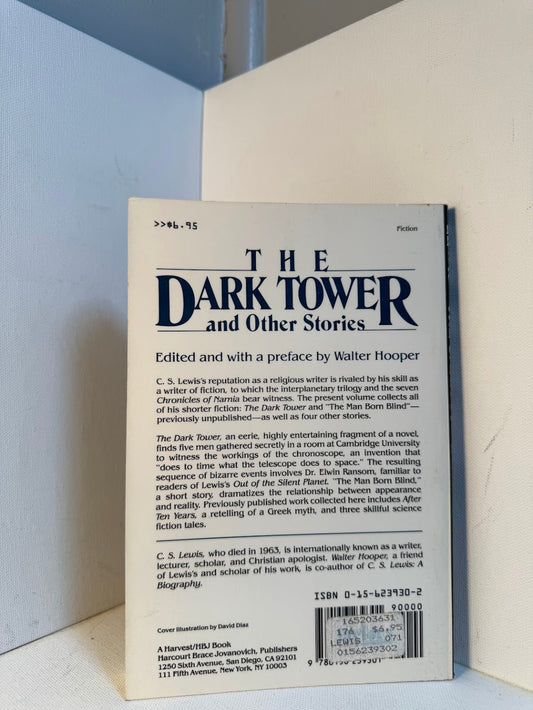 >>$6.95
Fiction
THE
DARK TOWER
and Other Stories
Edited and with a preface by Walter Hooper
C. S. Lewis's reputation as a religious writer is rivaled by his skill as
a writer of fiction, to which the interplanetary trilogy and the seven
Chronicles of Narnia bear witness. The present volume collects all
of his shorter fiction: The Dark Tower and "The Man Born Blind"—
previously unpublished—as well as four other stories.
The Dark Tower, an eerie, highly entertaining fragment of a novel,
finds five men gathered secretly in a room at Cambridge University
to witness the workings of the chronoscope, an invention that
"does to time what the telescope does to space." The resulting
sequence of bizarre events involves Dr. Elwin Ransom, familiar to
readers of Lewis's Out of the Silent Planet. "The Man Born Blind,"
a short story, dramatizes the relationship between appearance
and reality. Previously published work collected here includes After
Ten Years, a retelling of a Greek myth, and three skillful science
fiction tales.
C. S. Lewis, who died in 1963, is internationally known as a writer,
lecturer, scholar, and Christian apologist. Walter Hooper, a friend
of Lewis's and scholar of his work, is co-author of C. S. Lewis: A
Biography.
ISBN 0-15-623930-2
90000
165203631
176 $6.95
LEWIS 071
0156239302
Cover illustration by David Diaz
A Harvest/HBJ Book
Harcourt Brace Jovanovich, Publishers
1250 Sixth Avenue, San Diego, CA 92101
111 Fifth Avenue, New York, NY 10003